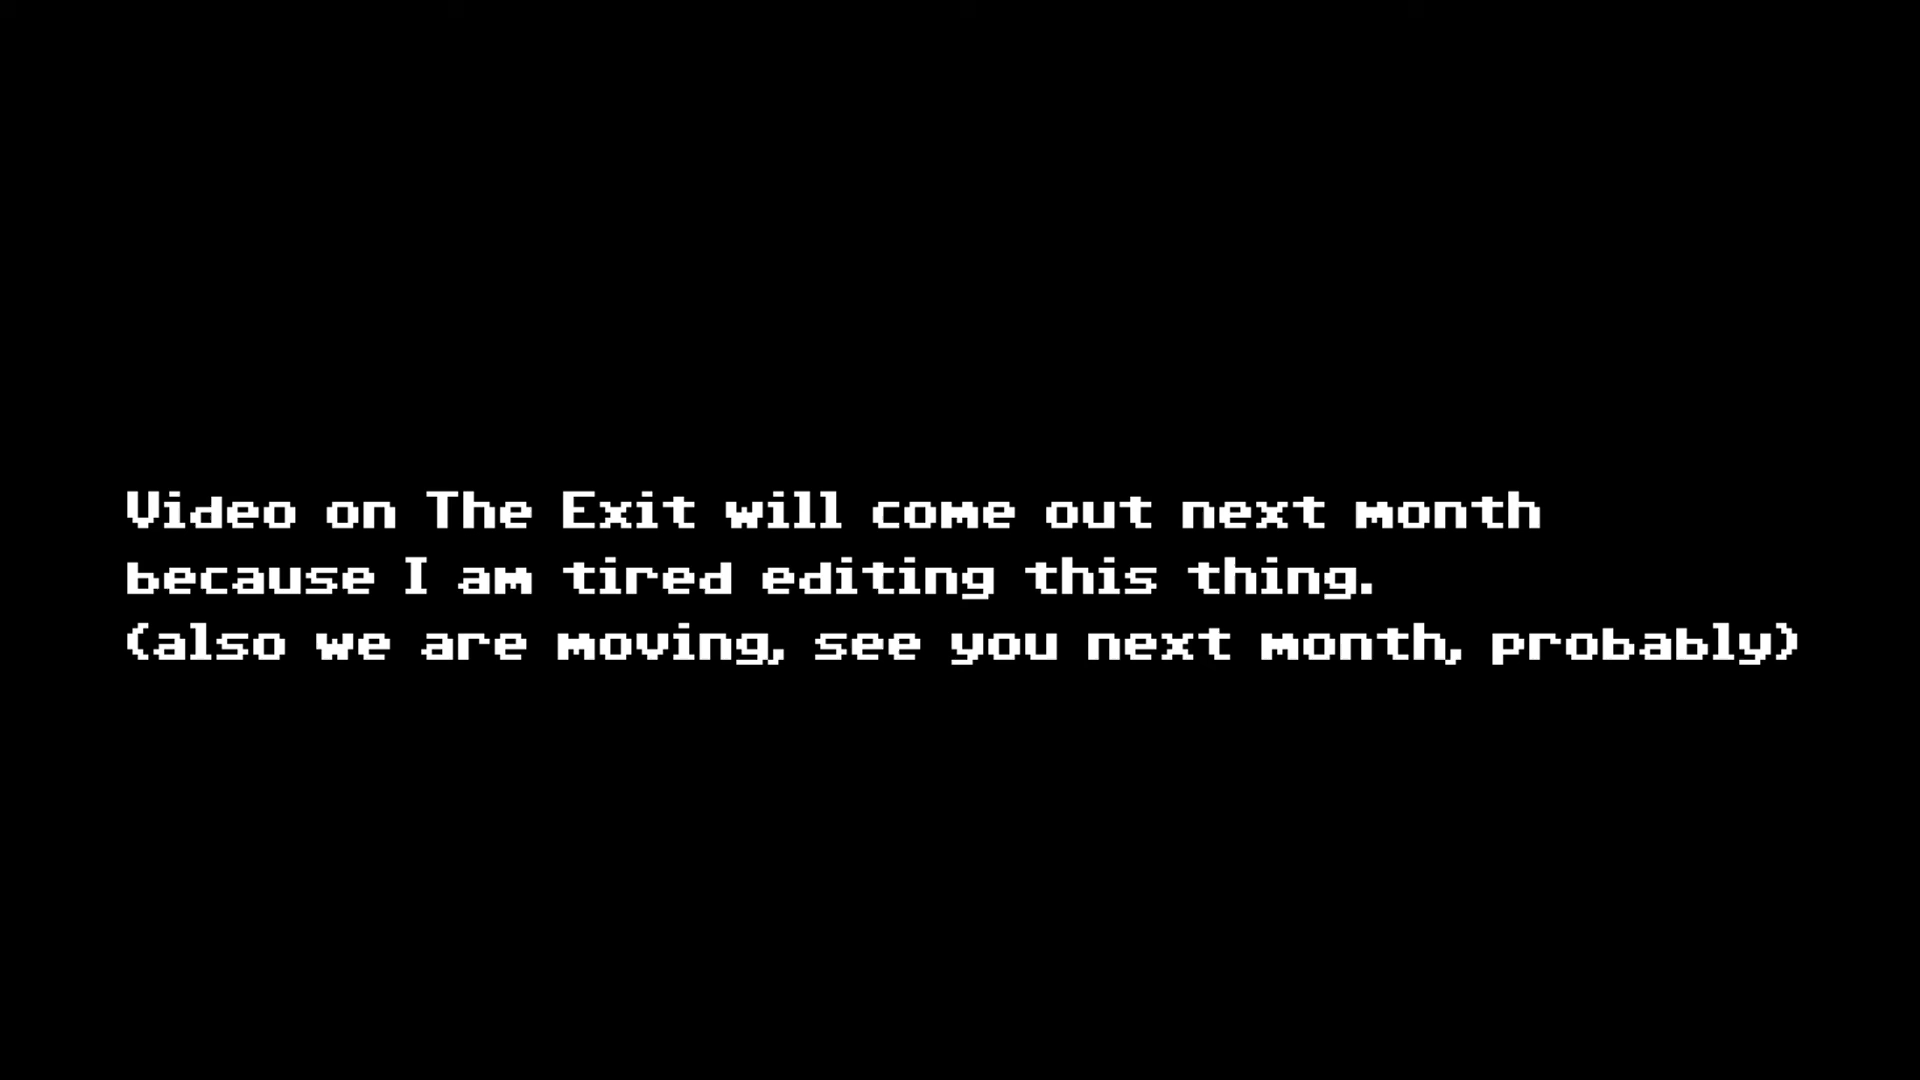 Video on The Exit will come out next month
because I am tired editing this thing.
(also we are moving, see you next month, probably)